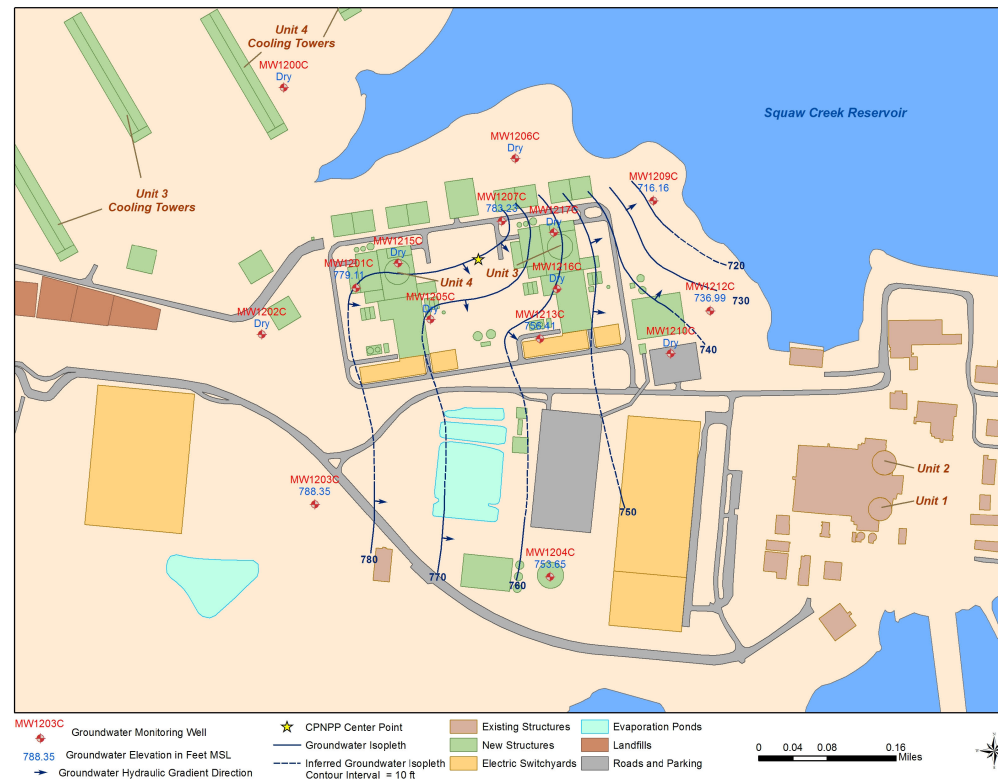 Unit 4
Cooling Towers
MW1200C
Dry
Squaw Creek Reservoir
MW1206C
Dry
Unit 3
Cooling Towers
MW1209C
716.16
MW1207C
783.23
MW1217C
Dry
MW1215C
Dry
MW1201C
779.11
Unit 3
Unit 4
MW1216C
Dry
720
MW1212C
736.99
730
MW1205C
Dry
MW1202C
Dry
MW1213C
756.41
MW1210C
Dry
740
Unit 2
MW1203C
788.35
Unit 1
750
MW1204C
753.65
780
770
760
MW1203C
Groundwater Monitoring Well
788.35
Groundwater Elevation in Feet MSL
Groundwater Hydraulic Gradient Direction
CPNPP Center Point
Groundwater Isopleth
Inferred Groundwater Isopleth
Contour Interval = 10 ft
Existing Structures
New Structures
Electric Switchyards
Evaporation Ponds
Landfills
Roads and Parking
0 0.04 0.08 0.16
Miles